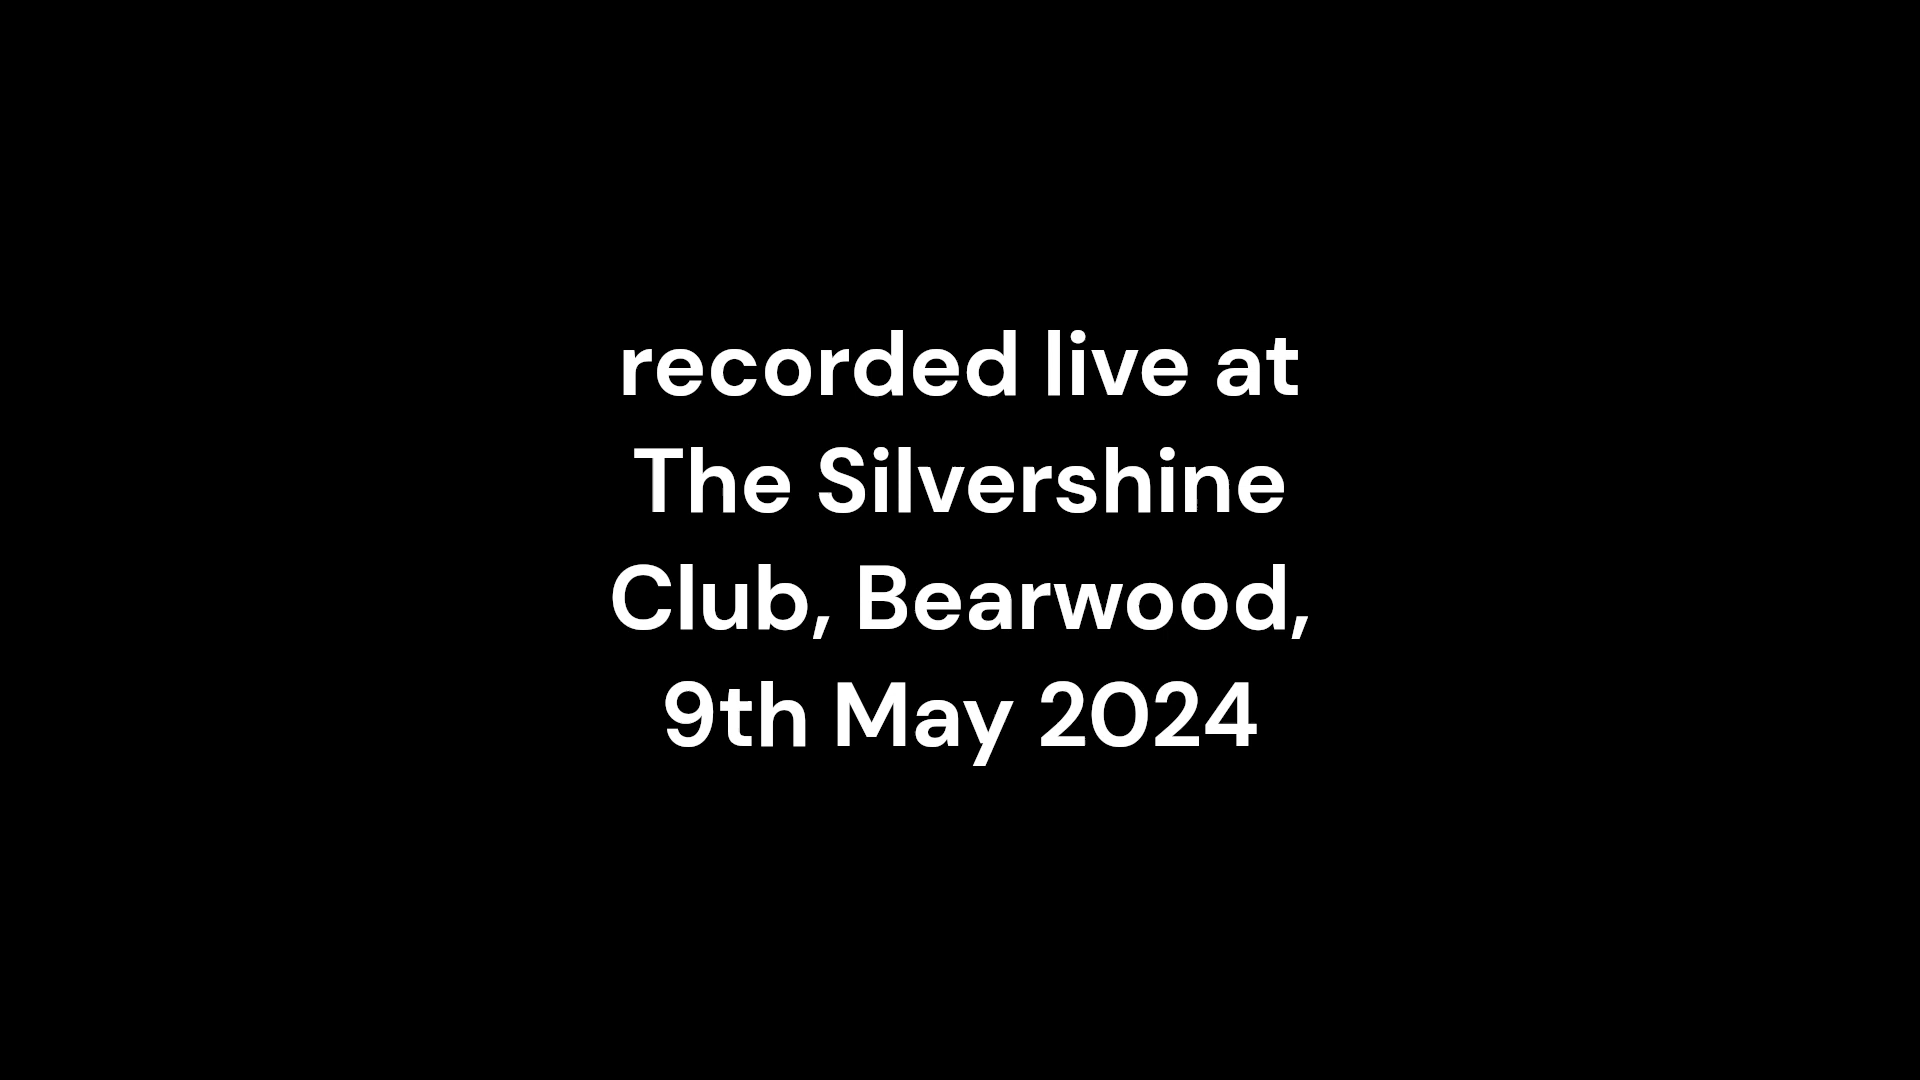 recorded live at
The Silvershine
Club, Bearwood,
9th May 2024